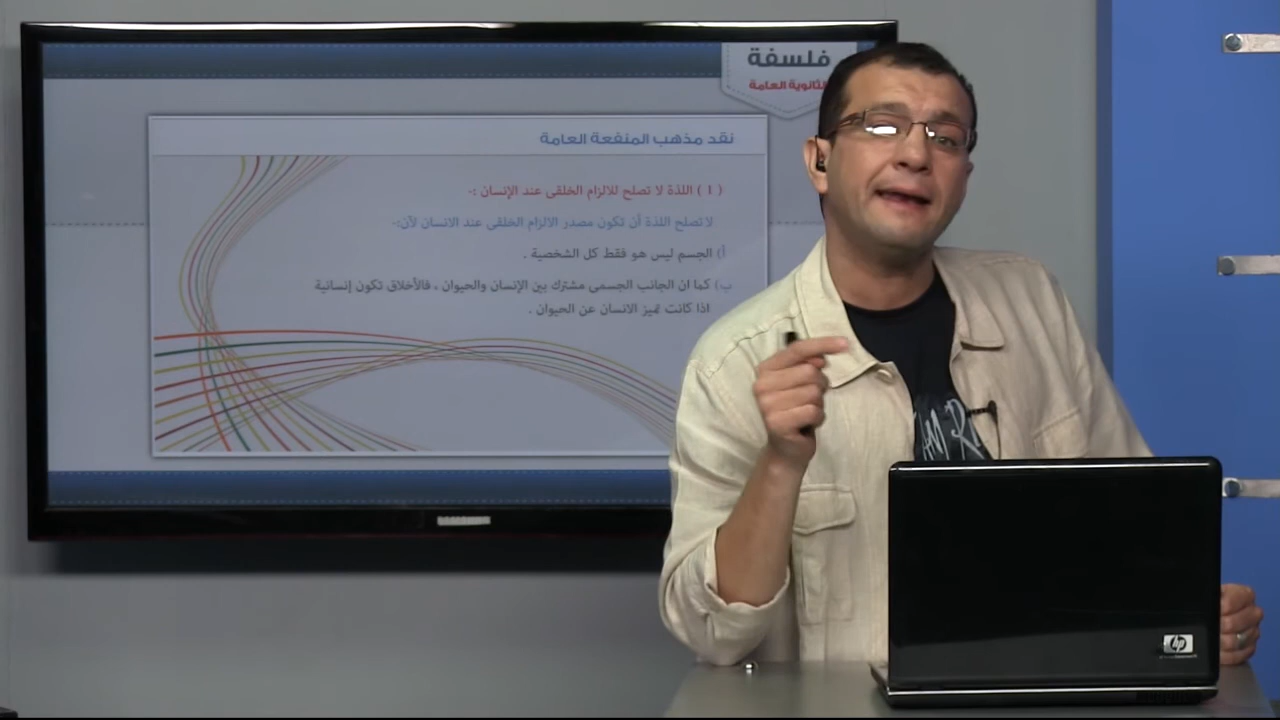 فلسفة
الثانوية العامة
نقد مذهب المنفعة العامة
( ١ ) اللذة لا تصلح للالزام الخلقى عند الإنسان :-
لا تصلح اللذة أن تكون مصدر الالزام الخلقى عند الانسان لآن:-
أ) الجسم ليس هو فقط كل الشخصية .
ب) كما ان الجانب الجسمى مشترك بين الإنسان والحيوان ، فالأخلاق تكون إنسانية
اذا كانت تميز الانسان عن الحيوان .
SAMSUNG
hp